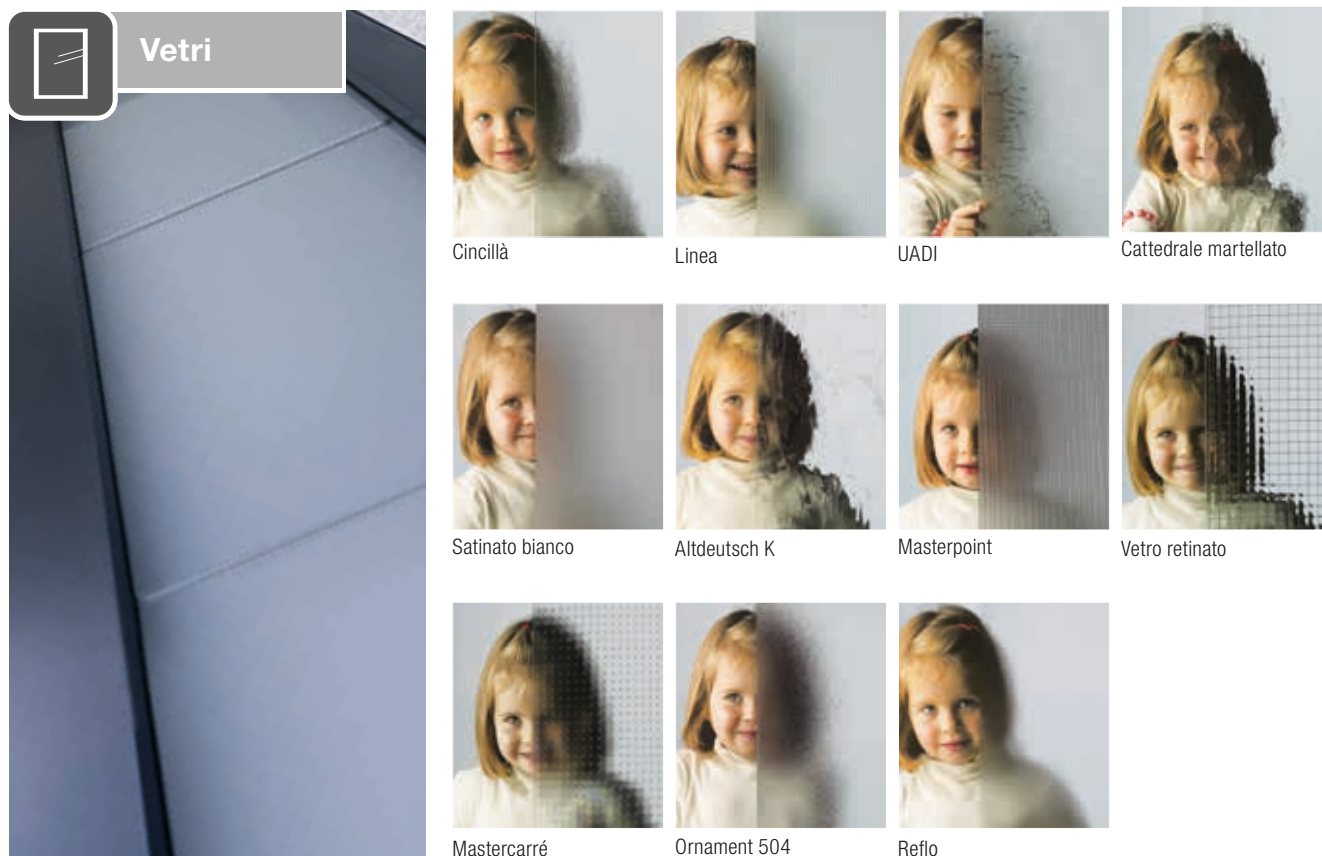 Vetri
Cincillà
Linea
UADI
Cattedrale martellato
Satinato bianco
Altdeutsch K
Masterpoint
Vetro retinato
Mastercarré
Ornament 504
Reflo